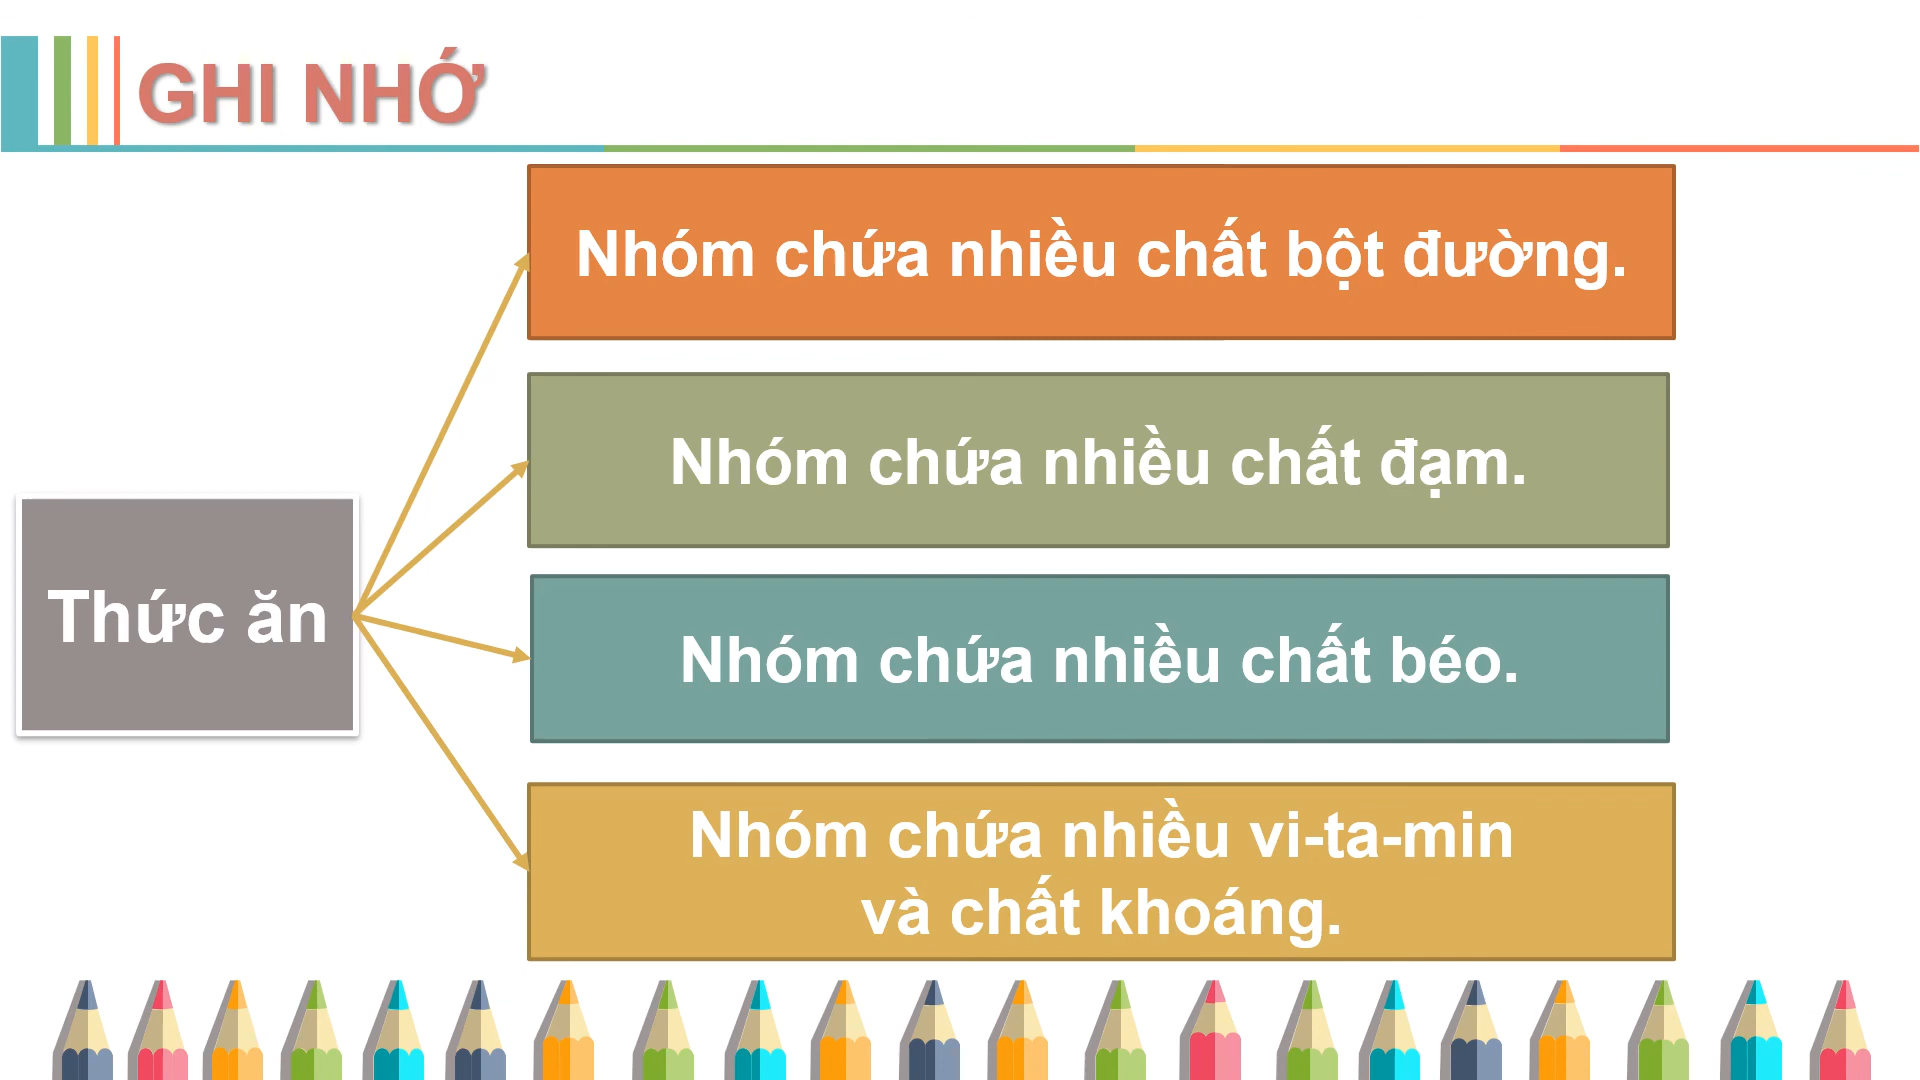 GHI NHỚ
Nhóm chứa nhiều chất bột đường.
Nhóm chứa nhiều chất đạm.
Thức ăn
Nhóm chứa nhiều chất béo.
Nhóm chứa nhiều vi-ta-min
và chất khoáng.